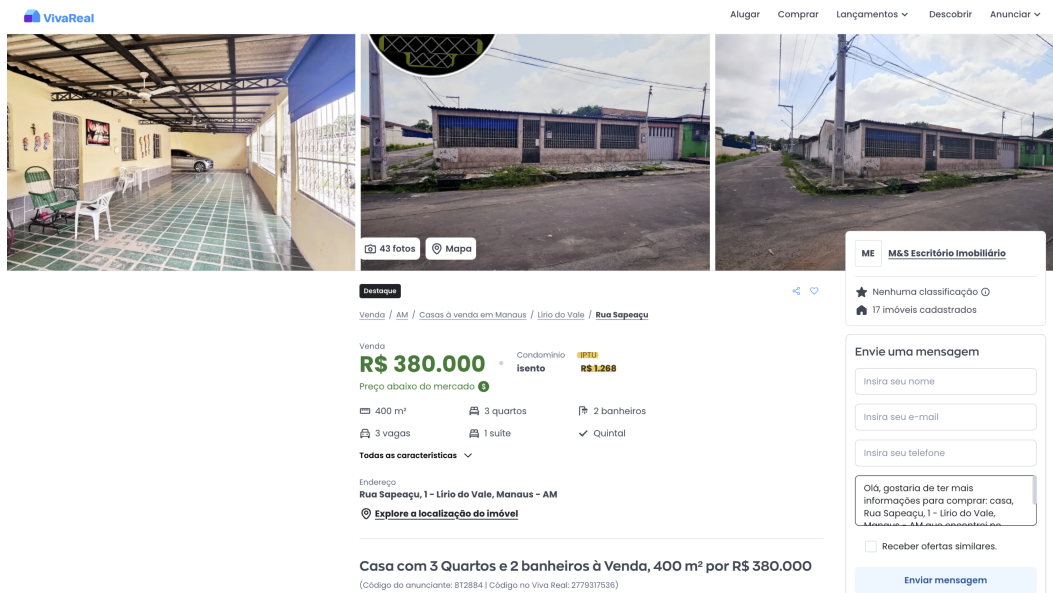 VivaReal
Alugar Comprar Lançamentos Descobrir Anunciar
43 fotos Mapa
ME M&S Escritório Imobiliário
Nenhuma classificação
17 imóveis cadastrados
Destaque
Venda / AM / Casas à venda em Manaus / Lírio do Vale / Rua Sapeaçu
Venda
R$ 380.000
Preço abaixo do mercado
Condomínio
isento
IPTU
R$ 1.268
400 m² 3 quartos 2 banheiros
3 vagas 1 suíte Quintal
Todas as características
Endereço
Rua Sapeaçu, 1 - Lírio do Vale, Manaus - AM
Explore a localização do imóvel
Casa com 3 Quartos e 2 banheiros à Venda, 400 m² por R$ 380.000
(Código do anunciante: 8T2884 | Código no Viva Real: 2779317536)
Envie uma mensagem
Insira seu nome
Insira seu e-mail
Insira seu telefone
Olá, gostaria de ter mais
informações para comprar: casa,
Rua Sapeaçu, 1 - Lírio do Vale,
Manaus - AM que encontrei no
Receber ofertas similares.
Enviar mensagem